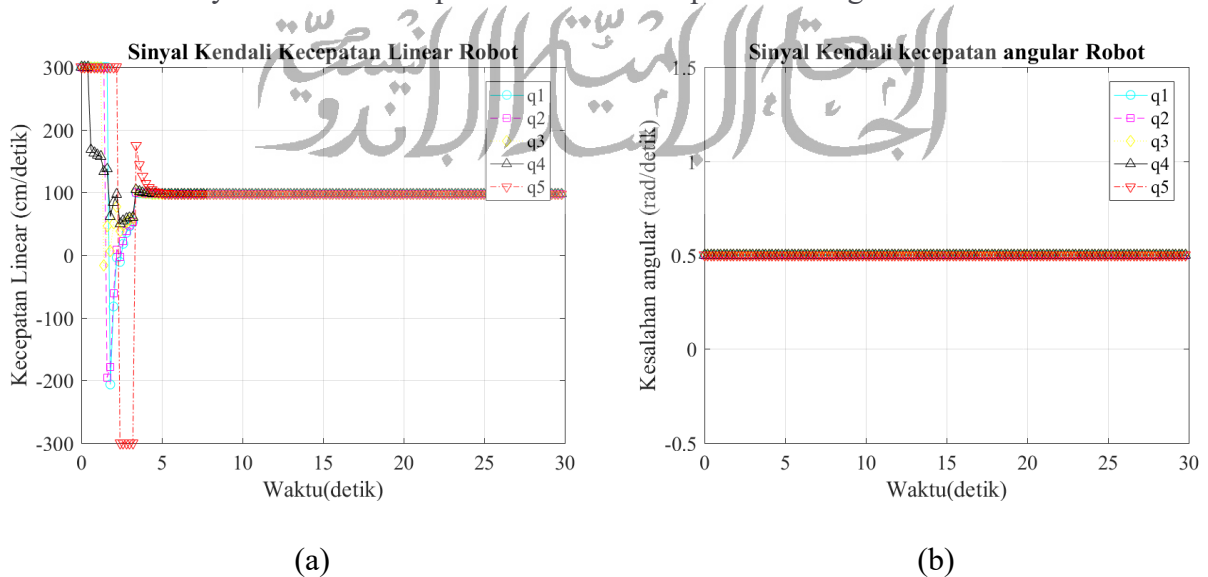 Sinyal Kendali Kecepatan Linear Robot
300
200
100
0
-100
-200
-300
0
5
10
15
20
25
30
Kecepatan Linear (cm/detik)
Waktu(detik)
q1
q2
q3
q4
q5
(a)
Sinyal Kendali kecepatan angular Robot
1.5
1
0.5
0
-0.5
0
5
10
15
20
25
30
Kesalahan angular (rad/detik)
Waktu(detik)
q1
q2
q3
q4
q5
(b)